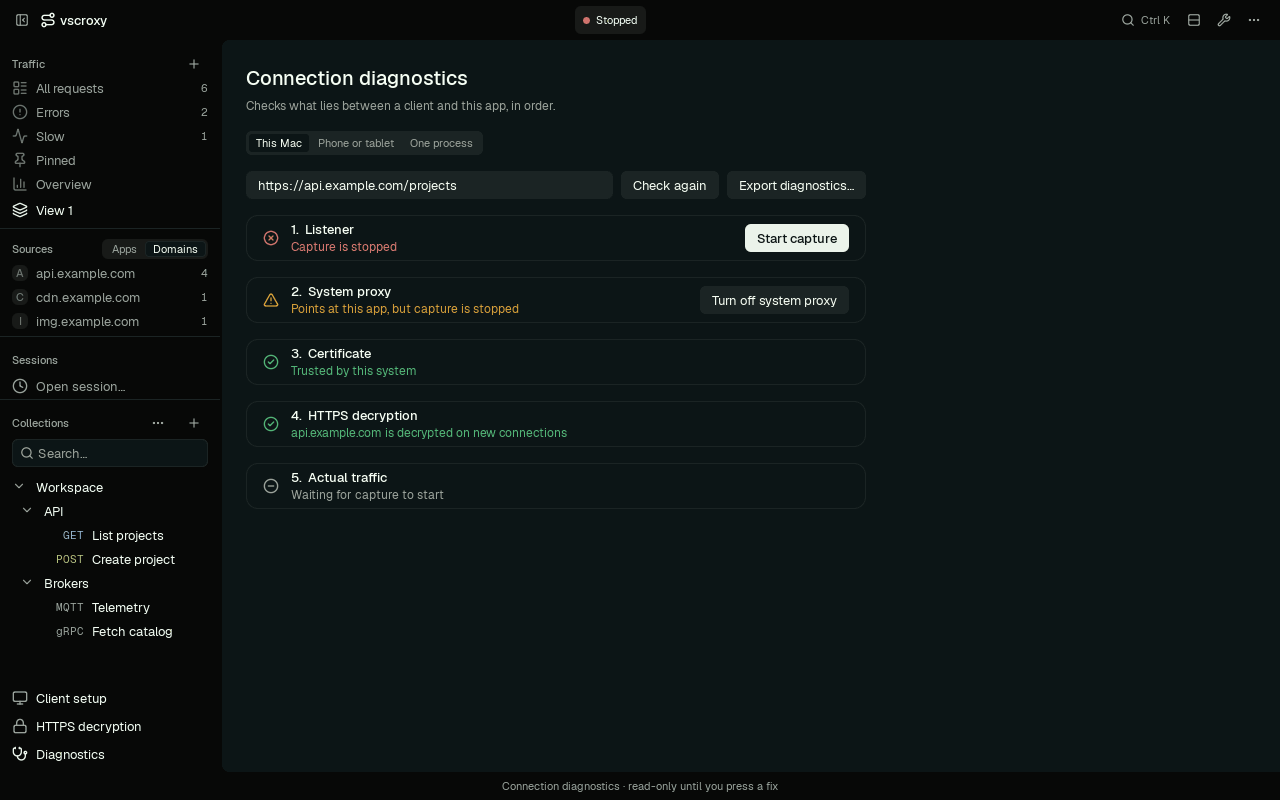 vscroxy
Stopped
Ctrl K
Traffic
All requests 6
Errors 2
Slow 1
Pinned
Overview
View 1
Sources Apps Domains
A api.example.com 4
C cdn.example.com 1
I img.example.com 1
Sessions
Open session...
Collections
Search...
Workspace
API
GET List projects
POST Create project
Brokers
MQTT Telemetry
gRPC Fetch catalog
Client setup
HTTPS decryption
Diagnostics
Connection diagnostics
Checks what lies between a client and this app, in order.
This Mac Phone or tablet One process
https://api.example.com/projects Check again Export diagnostics...
1. Listener
Capture is stopped
Start capture
2. System proxy
Points at this app, but capture is stopped
Turn off system proxy
3. Certificate
Trusted by this system
4. HTTPS decryption
api.example.com is decrypted on new connections
5. Actual traffic
Waiting for capture to start
Connection diagnostics · read-only until you press a fix